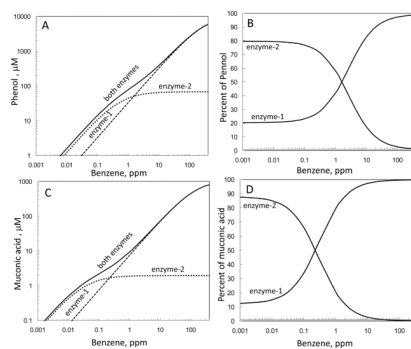 A
10000
1000
100
10
1
Phenol , µM
both enzymes
enzyme-2
enzyme-1
0.001 0.01 0.1 1 10 100
Benzene, ppm
B
100
90
80
70
60
50
40
30
20
10
0
Percent of Pennol
enzyme-2
enzyme-1
0.001 0.01 0.1 1 10 100
Benzene, ppm
C
1000
100
10
1
0.1
Muconic acid , µM
both enzymes
enzyme-2
enzyme-1
0.001 0.01 0.1 1 10 100
Benzene, ppm
D
100
90
80
70
60
50
40
30
20
10
0
Percent of muconic acid
enzyme-2
enzyme-1
0.001 0.01 0.1 1 10 100
Benzene, ppm